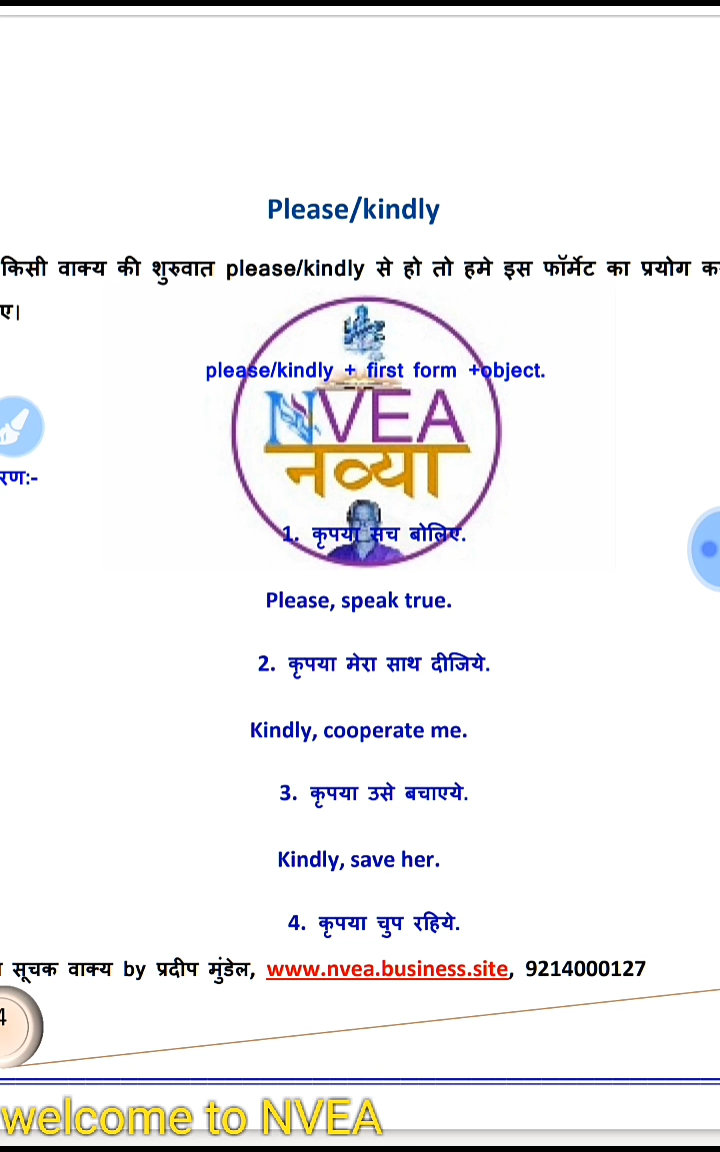 Please/kindly
किसी वाक्य की शुरुवात please/kindly से हो तो हमे इस फॉर्मेट का प्रयोग क
ए।
please/kindly + first form +object.
NVEA
नव्या
रण:-
1. कृपया सच बोलिए.
Please, speak true.
2. कृपया मेरा साथ दीजिये.
Kindly, cooperate me.
3. कृपया उसे बचाएये.
Kindly, save her.
4. कृपया चुप रहिये.
सूचक वाक्य by प्रदीप मुंडेल, www.nvea.business.site, 9214000127
4
welcome to NVEA